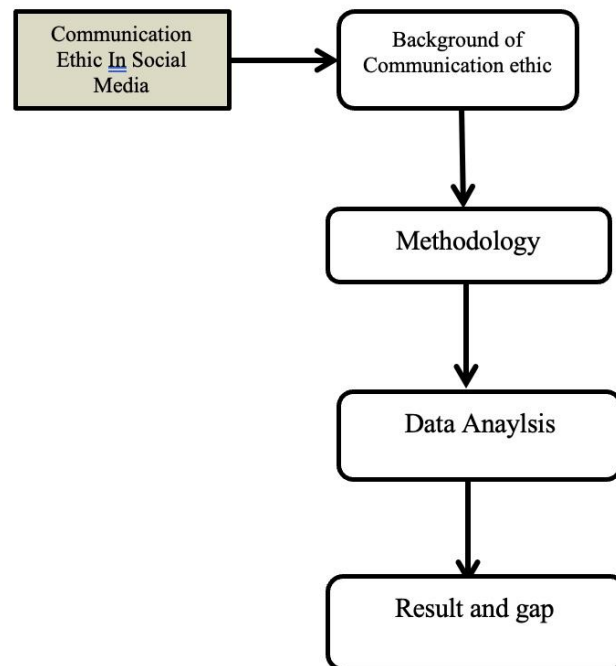 Communication
Ethic In Social
Media
Background of
Communication ethic
Methodology
Data Anaylsis
Result and gap